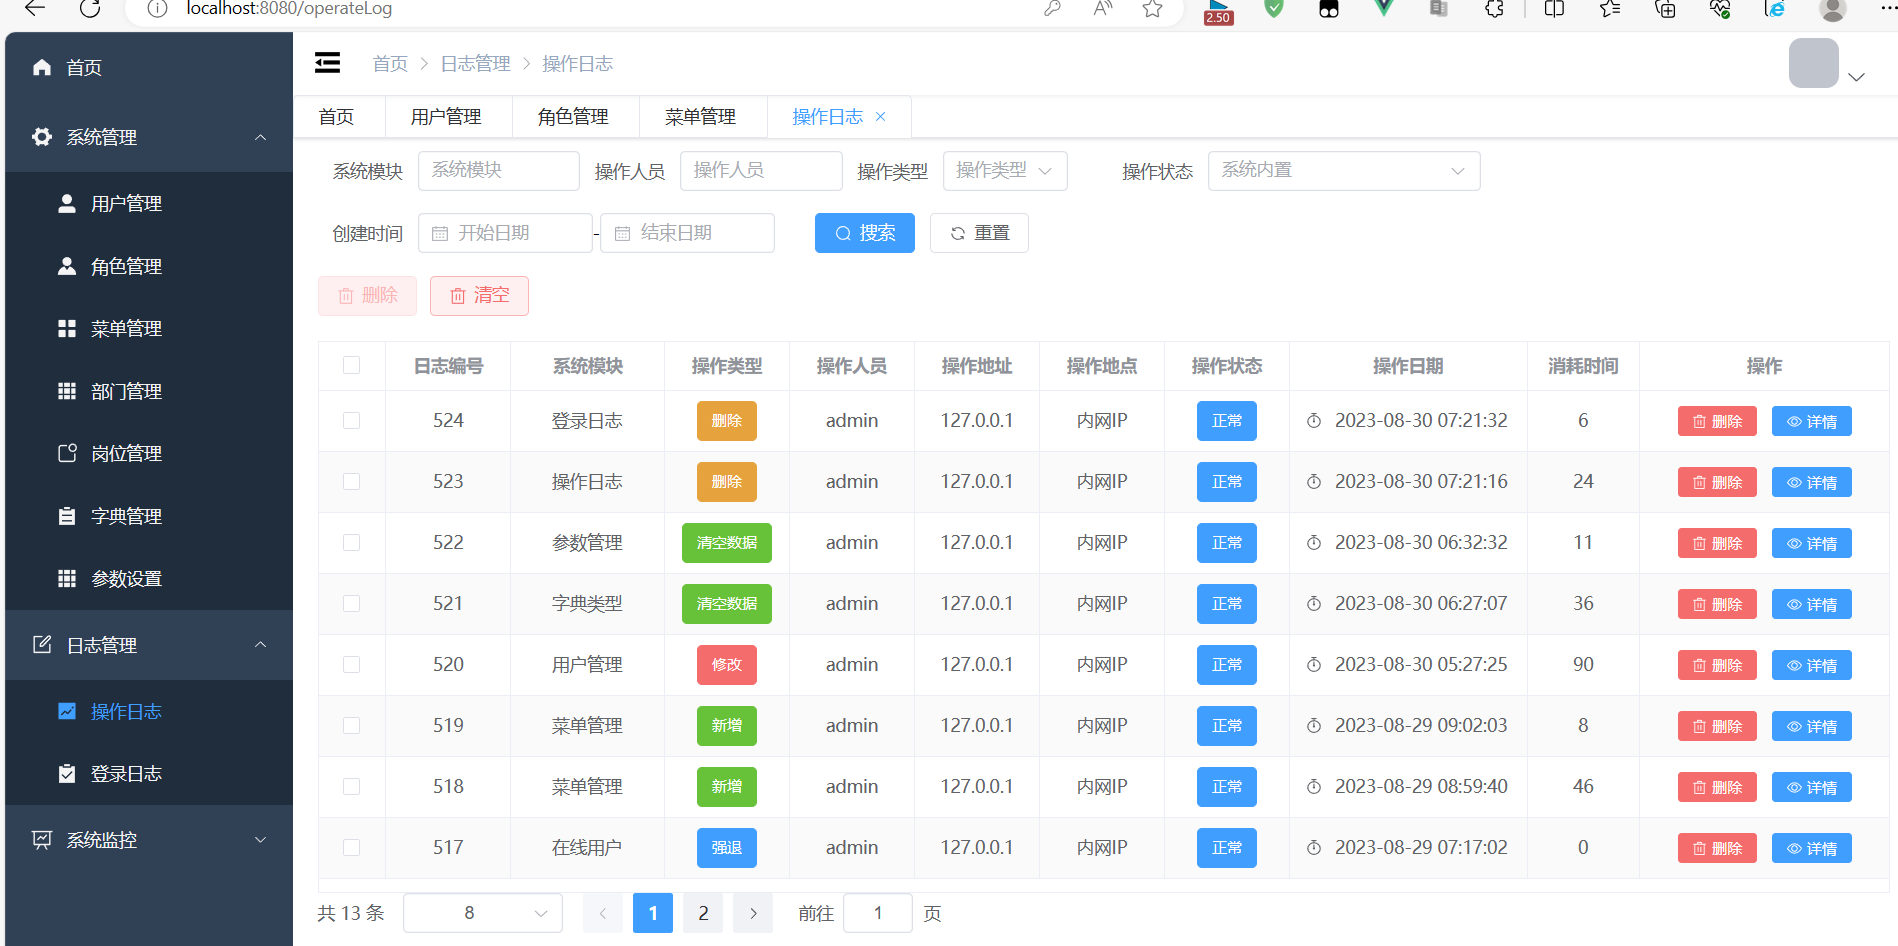 localhost:8080/operateLog
2.50
首页
系统管理
用户管理
角色管理
菜单管理
部门管理
岗位管理
字典管理
参数设置
日志管理
操作日志
登录日志
系统监控
首页 > 日志管理 > 操作日志
首页 用户管理 角色管理 菜单管理 操作日志 ×
系统模块 系统模块 操作人员 操作人员 操作类型 操作类型 操作状态 系统内置
创建时间 开始日期 - 结束日期 搜索 重置
删除 清空
日志编号 系统模块 操作类型 操作人员 操作地址 操作地点 操作状态 操作日期 消耗时间 操作
524 登录日志 删除 admin 127.0.0.1 内网IP 正常 2023-08-30 07:21:32 6 删除 详情
523 操作日志 删除 admin 127.0.0.1 内网IP 正常 2023-08-30 07:21:16 24 删除 详情
522 参数管理 清空数据 admin 127.0.0.1 内网IP 正常 2023-08-30 06:32:32 11 删除 详情
521 字典类型 清空数据 admin 127.0.0.1 内网IP 正常 2023-08-30 06:27:07 36 删除 详情
520 用户管理 修改 admin 127.0.0.1 内网IP 正常 2023-08-30 05:27:25 90 删除 详情
519 菜单管理 新增 admin 127.0.0.1 内网IP 正常 2023-08-29 09:02:03 8 删除 详情
518 菜单管理 新增 admin 127.0.0.1 内网IP 正常 2023-08-29 08:59:40 46 删除 详情
517 在线用户 强退 admin 127.0.0.1 内网IP 正常 2023-08-29 07:17:02 0 删除 详情
共 13 条 8 < 1 2 > 前往 1 页